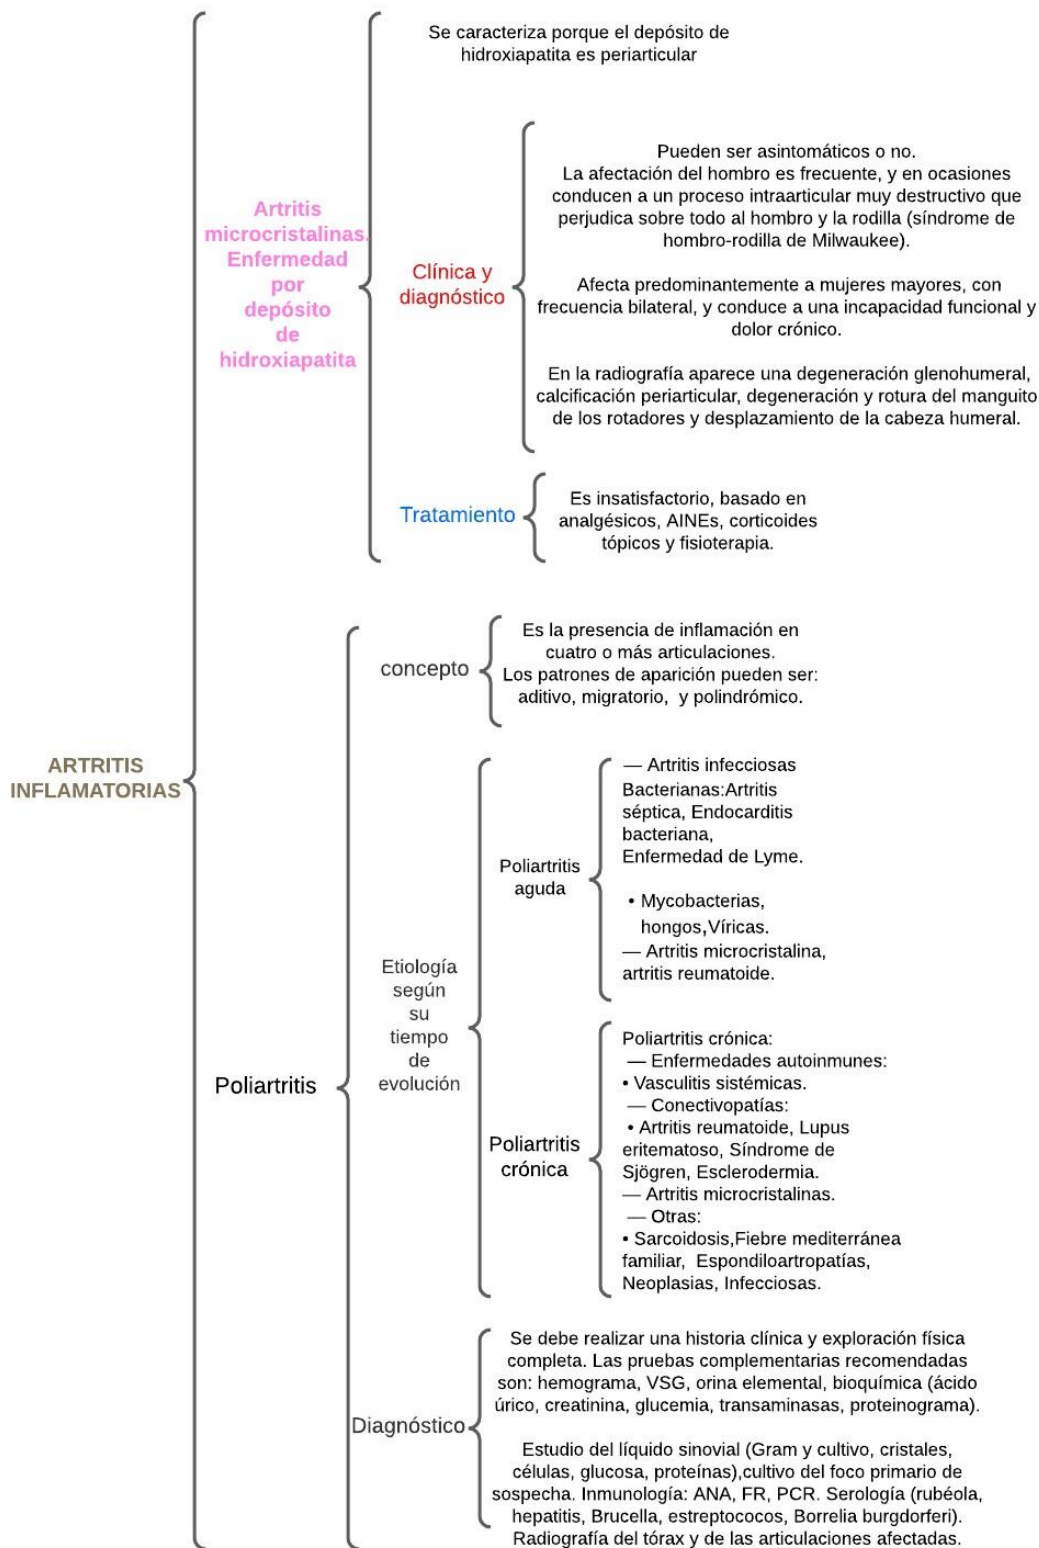 ARTRITIS
INFLAMATORIAS
Artritis
microcristalinas.
Enfermedad
por
depósito
de
hidroxiapatita
Se caracteriza porque el depósito de
hidroxiapatita es periarticular
Clínica y
diagnóstico
Pueden ser asintomáticos o no.
La afectación del hombro es frecuente, y en ocasiones
conducen a un proceso intraarticular muy destructivo que
perjudica sobre todo al hombro y la rodilla (síndrome de
hombro-rodilla de Milwaukee).
Afecta predominantemente a mujeres mayores, con
frecuencia bilateral, y conduce a una incapacidad funcional y
dolor crónico.
En la radiografía aparece una degeneración glenohumeral,
calcificación periarticular, degeneración y rotura del manguito
de los rotadores y desplazamiento de la cabeza humeral.
Tratamiento
Es insatisfactorio, basado en
analgésicos, AINEs, corticoides
tópicos y fisioterapia.
Poliartritis
concepto
Es la presencia de inflamación en
cuatro o más articulaciones.
Los patrones de aparición pueden ser:
aditivo, migratorio,  y polindrómico.
Etiología
según
su
tiempo
de
evolución
Poliartritis
aguda
— Artritis infecciosas
Bacterianas:Artritis
séptica, Endocarditis
bacteriana,
Enfermedad de Lyme.
• Mycobacterias,
hongos,Víricas.
— Artritis microcristalina,
artritis reumatoide.
Poliartritis
crónica
Poliartritis crónica:
— Enfermedades autoinmunes:
• Vasculitis sistémicas.
— Conectivopatías:
• Artritis reumatoide, Lupus
eritematoso, Síndrome de
Sjögren, Esclerodermia.
— Artritis microcristalinas.
— Otras:
• Sarcoidosis,Fiebre mediterránea
familiar,  Espondiloartropatías,
Neoplasias, Infecciosas.
Diagnóstico
Se debe realizar una historia clínica y exploración física
completa. Las pruebas complementarias recomendadas
son: hemograma, VSG, orina elemental, bioquímica (ácido
úrico, creatinina, glucemia, transaminasas, proteinograma).
Estudio del líquido sinovial (Gram y cultivo, cristales,
células, glucosa, proteínas),cultivo del foco primario de
sospecha. Inmunología: ANA, FR, PCR. Serología (rubéola,
hepatitis, Brucella, estreptococos, Borrelia burgdorferi).
Radiografía del tórax y de las articulaciones afectadas.